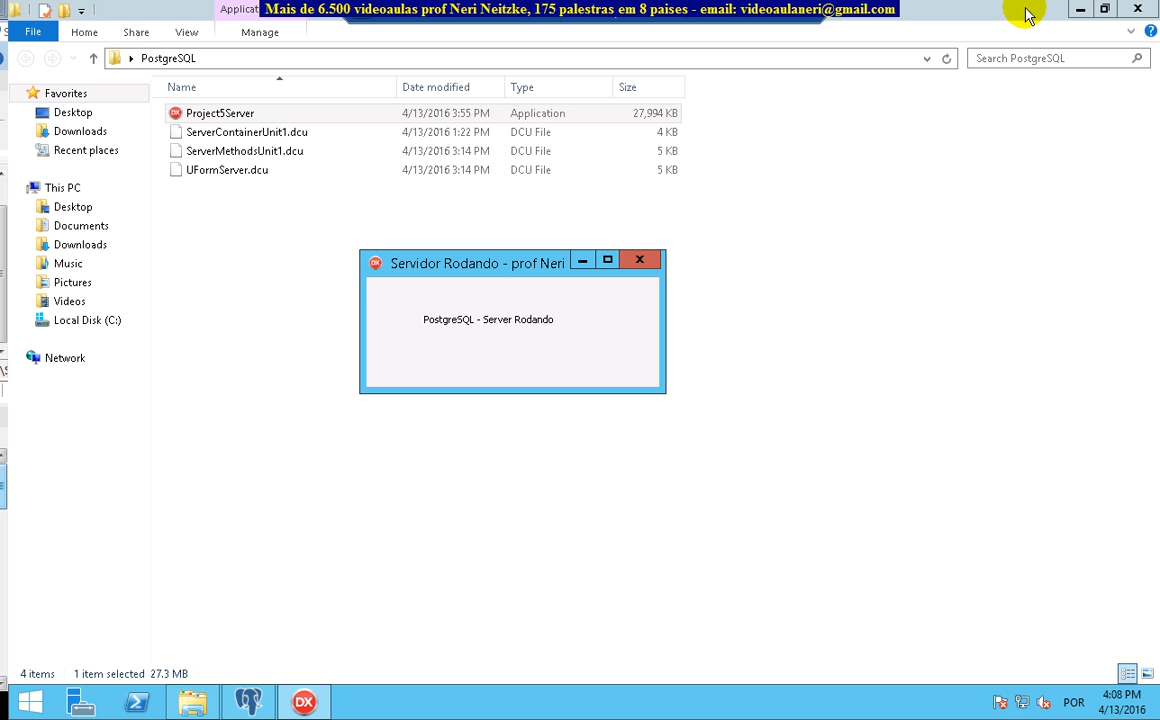 Applicat
Mais de 6.500 videoaulas prof Neri Neitzke, 175 palestras em 8 paises - email: videoaulaneri@gmail.com
File Home Share View Manage
PostgreSQL
Search PostgreSQL
Name Date modified Type Size
Favorites
Desktop
Downloads
Recent places
This PC
Desktop
Documents
Downloads
Music
Pictures
Videos
Local Disk (C:)
Network
Project5Server 4/13/2016 3:55 PM Application 27,994 KB
ServerContainerUnit1.dcu 4/13/2016 1:22 PM DCU File 4 KB
ServerMethodsUnit1.dcu 4/13/2016 3:14 PM DCU File 5 KB
UFormServer.dcu 4/13/2016 3:14 PM DCU File 5 KB
Servidor Rodando - prof Neri
PostgreSQL - Server Rodando
4 items 1 item selected 27.3 MB
DX
POR
4:08 PM
4/13/2016